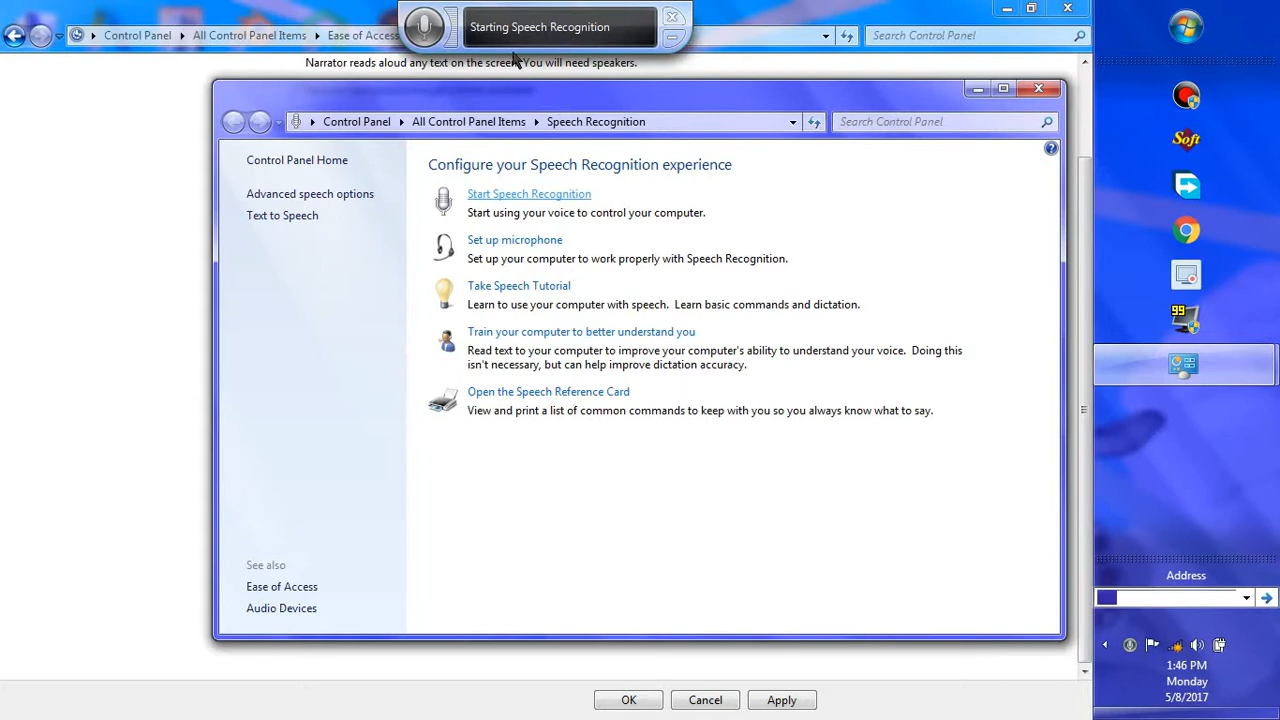 Starting Speech Recognition
Control Panel
All Control Panel Items
Ease of Access
Search Control Panel
Narrator reads aloud any text on the screen. You will need speakers.
Control Panel
All Control Panel Items
Speech Recognition
Search Control Panel
Control Panel Home
Advanced speech options
Text to Speech
See also
Ease of Access
Audio Devices
Configure your Speech Recognition experience
Start Speech Recognition
Start using your voice to control your computer.
Set up microphone
Set up your computer to work properly with Speech Recognition.
Take Speech Tutorial
Learn to use your computer with speech. Learn basic commands and dictation.
Train your computer to better understand you
Read text to your computer to improve your computer's ability to understand your voice. Doing this
isn't necessary, but can help improve dictation accuracy.
Open the Speech Reference Card
View and print a list of common commands to keep with you so you always know what to say.
OK
Cancel
Apply
Soft
99
Address
1:46 PM
Monday
5/8/2017